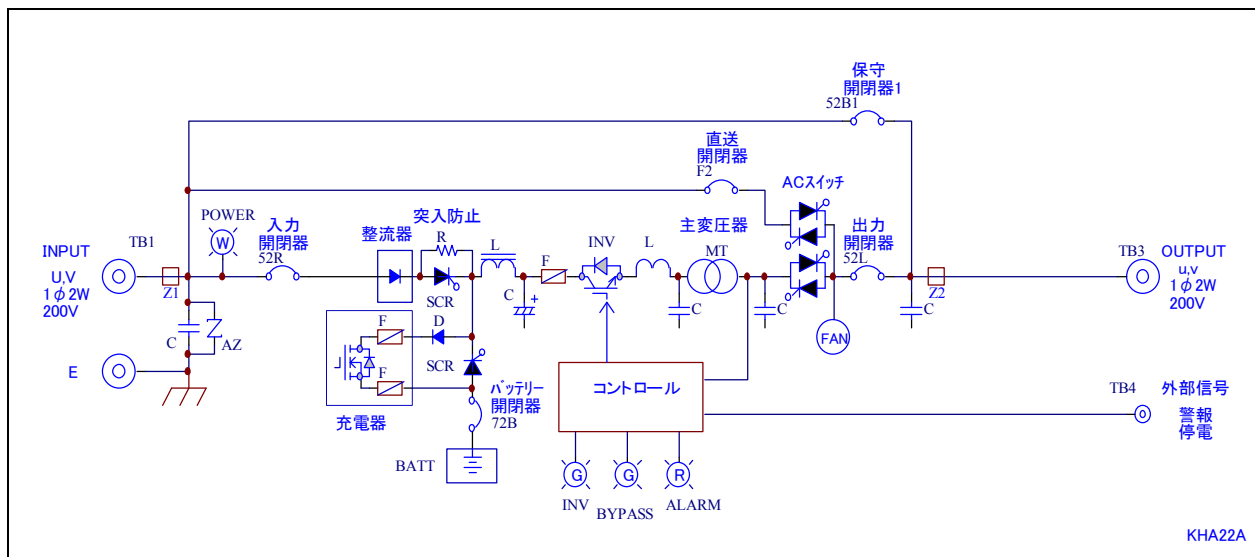 保守
開閉器1
52B1
直送
開閉器
F2
ACスイッチ
POWER
W
入力
開閉器
52R
整流器
突入防止
R
L
INV
L
主変圧器
MT
出力
開閉器
52L
INPUT
U,V
1φ2W
200V
TB1
Z1
SCR
C
+
F
C
C
FAN
C
Z2
TB3
OUTPUT
u,v
1φ2W
200V
E
C
AZ
F
D
F
SCR
充電器
バッテリー
開閉器
72B
BATT
コントロール
TB4
外部信号
警報
停電
G
G
R
INV
BYPASS
ALARM
KHA22A